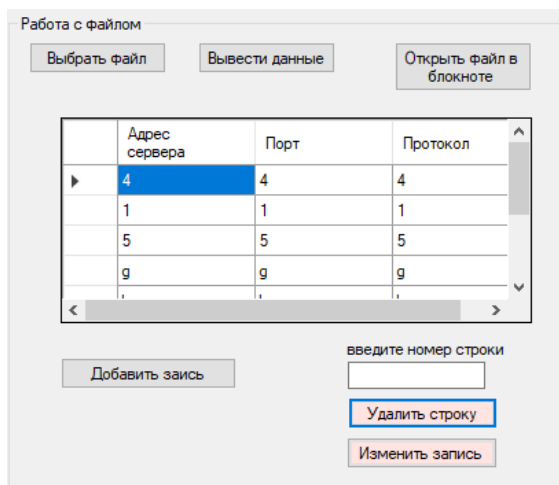 Работа с файлом
Выбрать файл
Вывести данные
Открыть файл в
блокноте
Адрес
сервера
Порт
Протокол
4 4 4
1 1 1
5 5 5
g g g
введите номер строки
Добавить заись
Удалить строку
Изменить запись